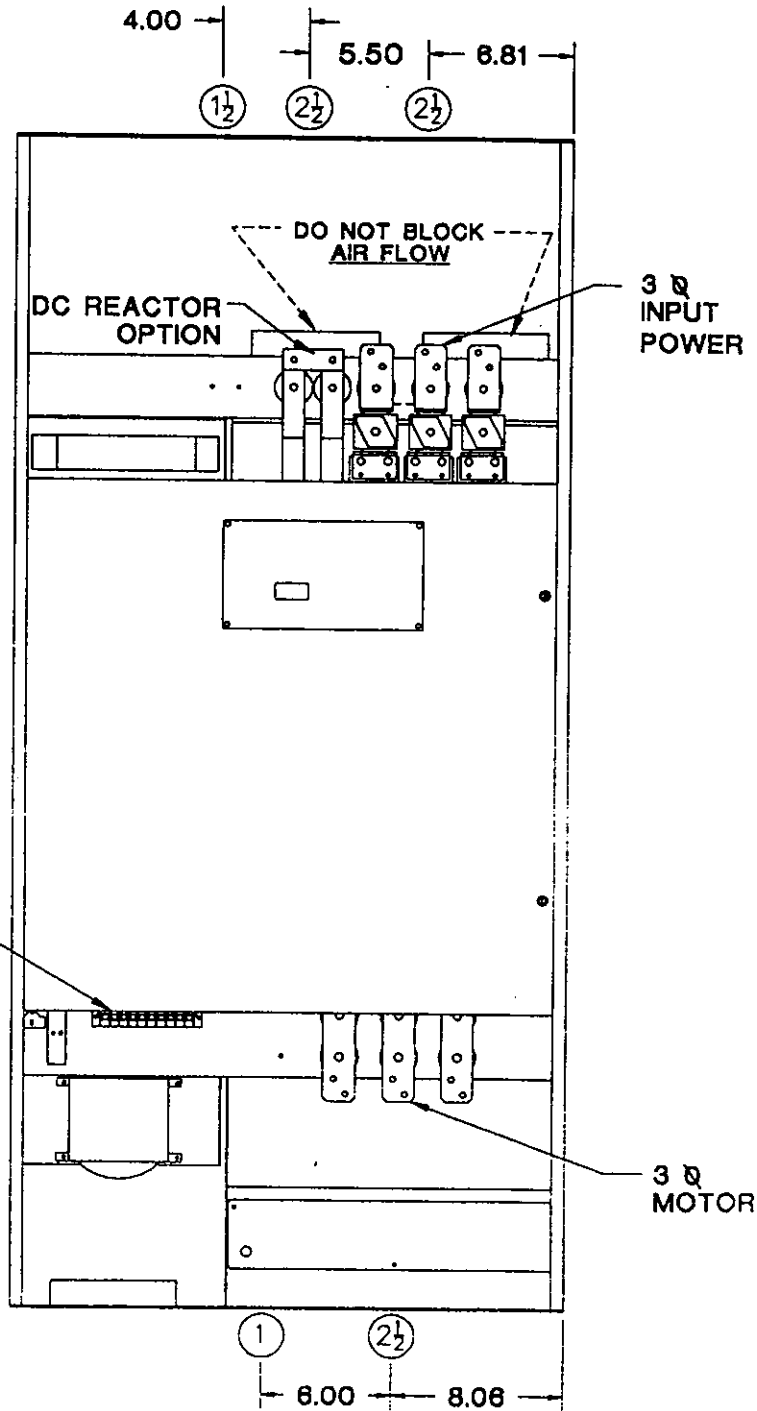 4.00
5.50
6.81
1½
2½
2½
DO NOT BLOCK
AIR FLOW
DC REACTOR
OPTION
3 Ø
INPUT
POWER
3 Ø
MOTOR
1
2½
6.00
8.06